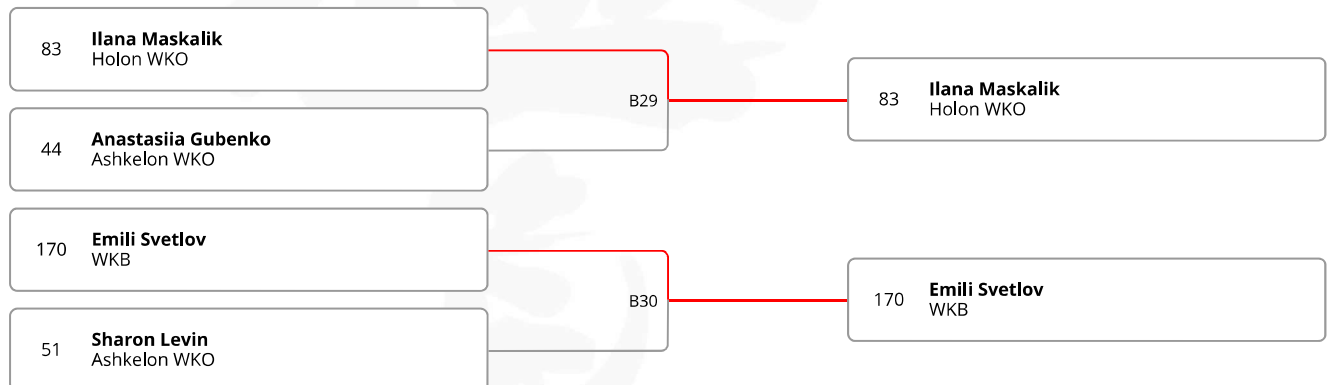 83
Ilana Maskalik
Holon WKO
44
Anastasiia Gubenko
Ashkelon WKO
B29
170
Emili Svetlov
WKB
51
Sharon Levin
Ashkelon WKO
B30
83
Ilana Maskalik
Holon WKO
170
Emili Svetlov
WKB